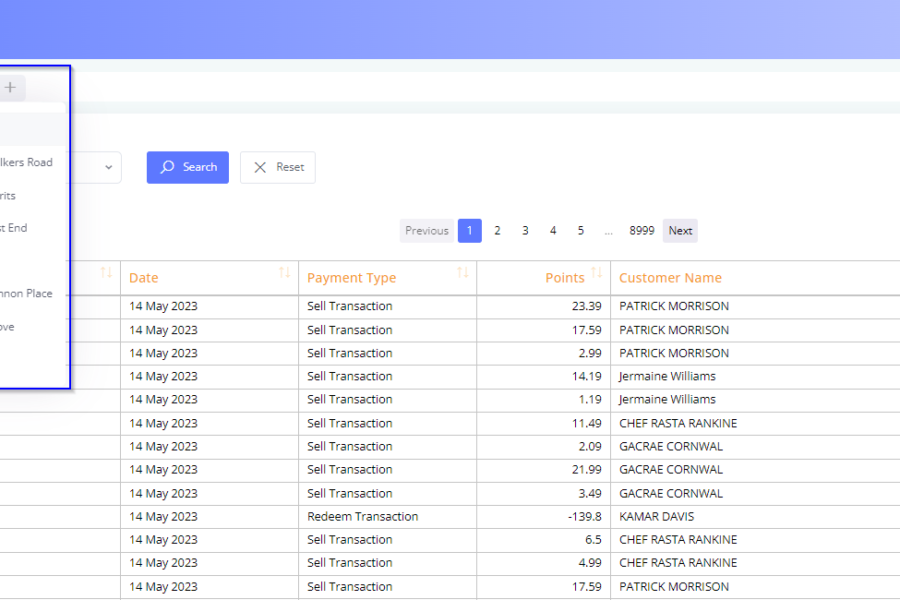 +
lkers Road
Search Reset
rits
st End
Previous 1 2 3 4 5 ... 8999 Next
Date Payment Type Points Customer Name
nnon Place
14 May 2023 Sell Transaction 23.39 PATRICK MORRISON
ove
14 May 2023 Sell Transaction 17.59 PATRICK MORRISON
14 May 2023 Sell Transaction 2.99 PATRICK MORRISON
14 May 2023 Sell Transaction 14.19 Jermaine Williams
14 May 2023 Sell Transaction 1.19 Jermaine Williams
14 May 2023 Sell Transaction 11.49 CHEF RASTA RANKINE
14 May 2023 Sell Transaction 2.09 GACRAE CORNWAL
14 May 2023 Sell Transaction 21.99 GACRAE CORNWAL
14 May 2023 Sell Transaction 3.49 GACRAE CORNWAL
14 May 2023 Redeem Transaction -139.8 KAMAR DAVIS
14 May 2023 Sell Transaction 6.5 CHEF RASTA RANKINE
14 May 2023 Sell Transaction 4.99 CHEF RASTA RANKINE
14 May 2023 Sell Transaction 17.59 PATRICK MORRISON